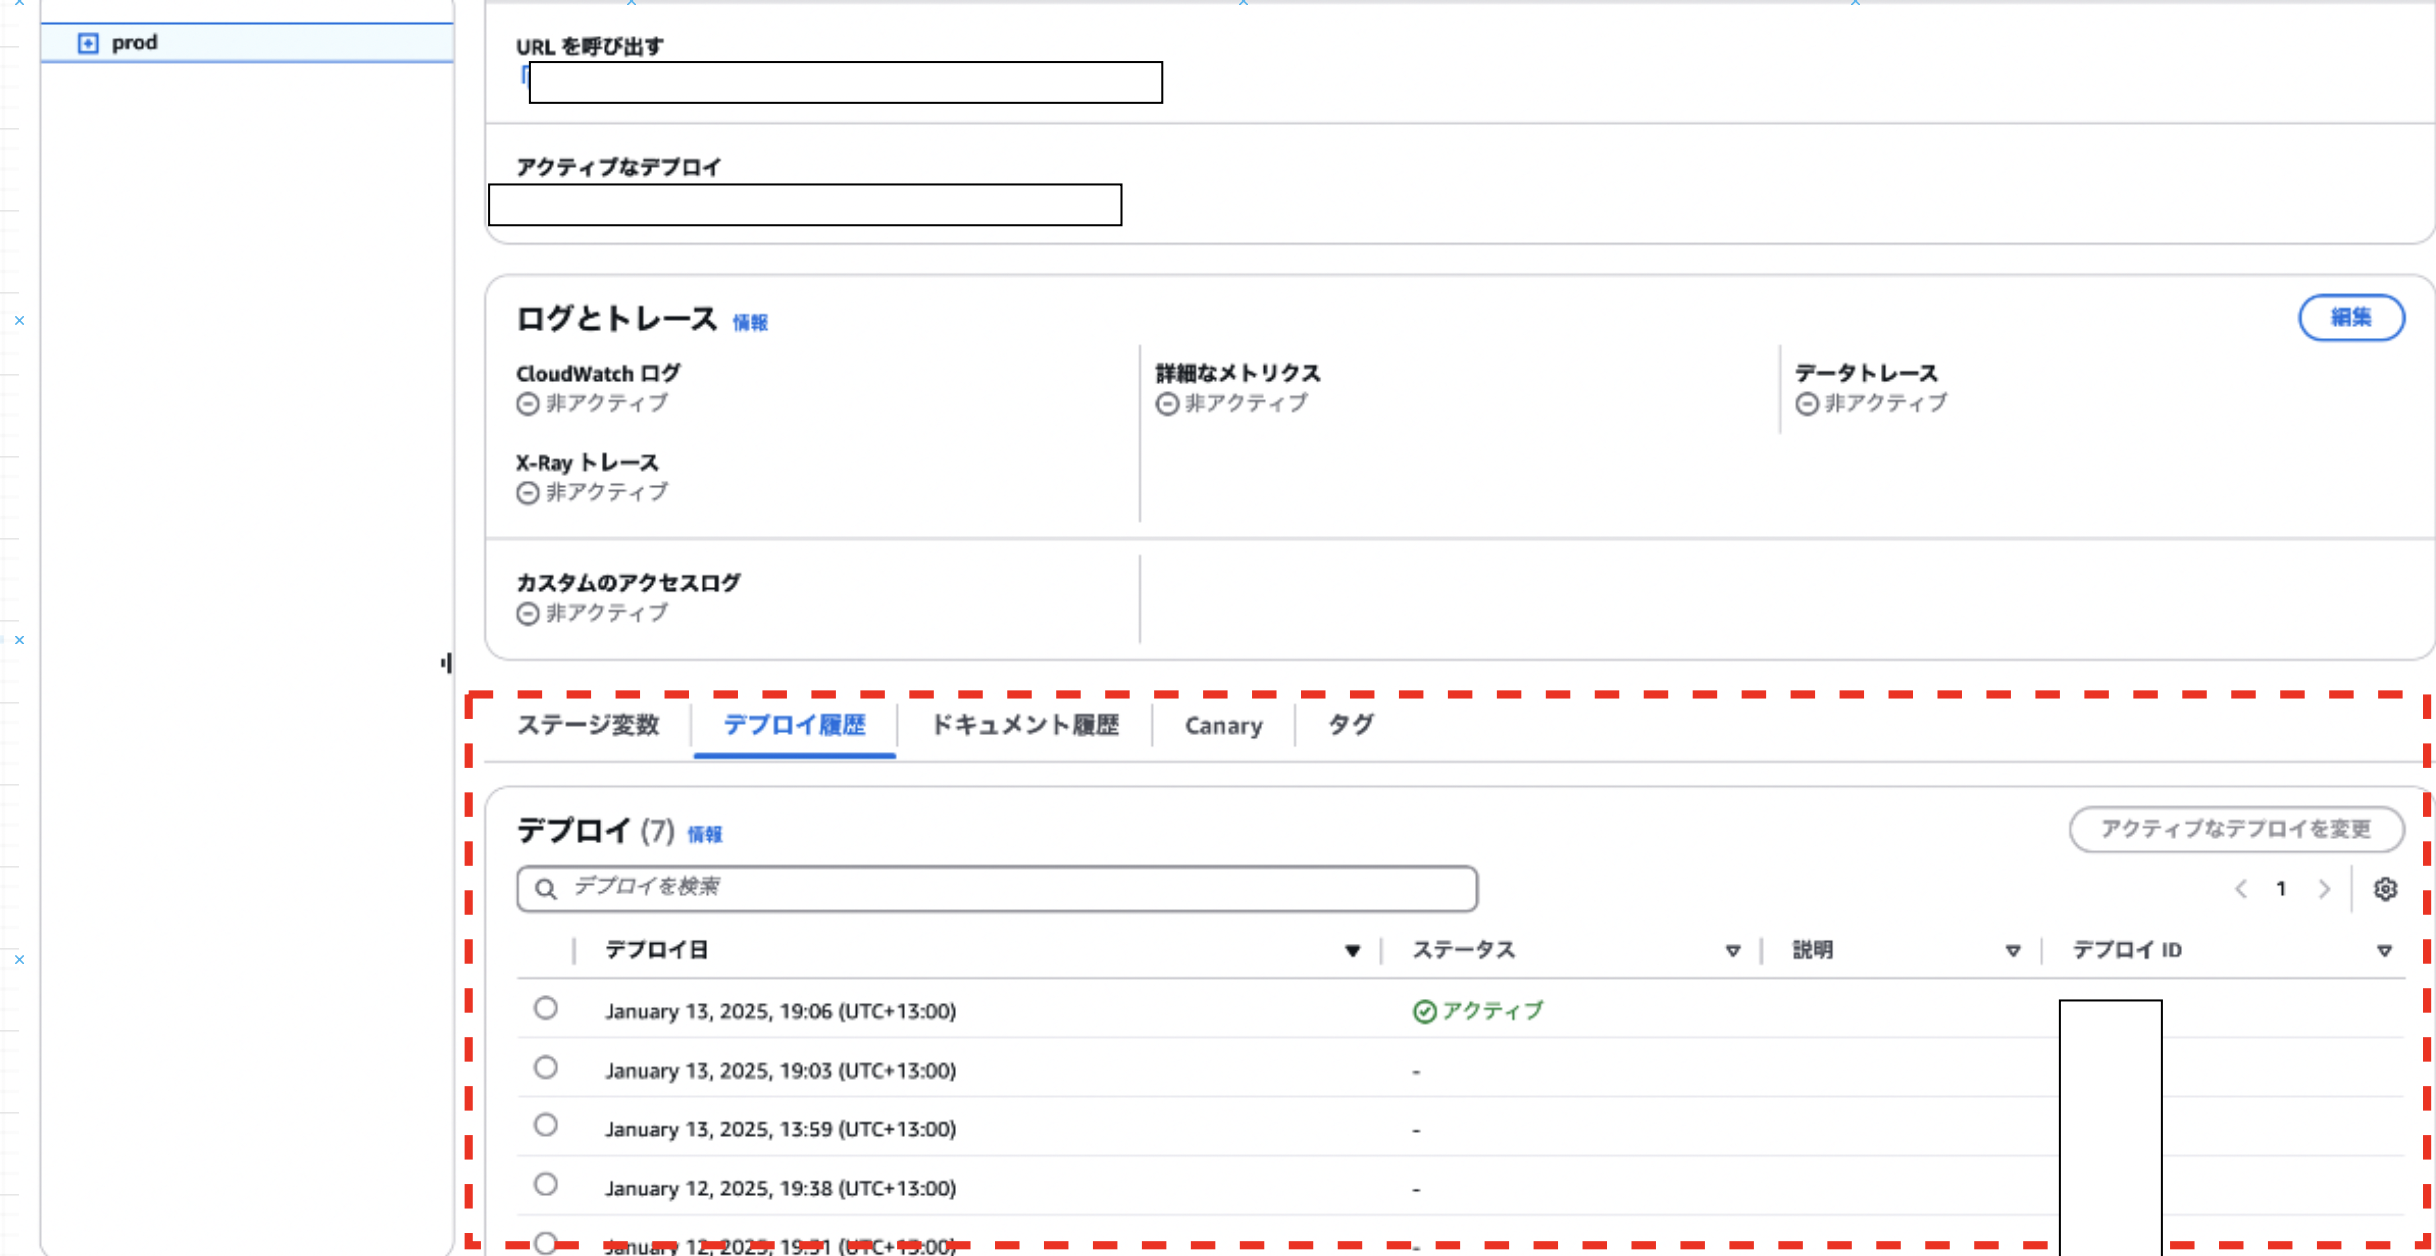 prod
URL を呼び出す
アクティブなデプロイ
ログとトレース 情報
編集
CloudWatch ログ
非アクティブ
詳細なメトリクス
非アクティブ
データトレース
非アクティブ
X-Ray トレース
非アクティブ
カスタムのアクセスログ
非アクティブ
ステージ変数 デプロイ履歴 ドキュメント履歴 Canary タグ
デプロイ (7) 情報
アクティブなデプロイを変更
デプロイを検索
1
デプロイ日 ステータス 説明 デプロイ ID
January 13, 2025, 19:06 (UTC+13:00) アクティブ
January 13, 2025, 19:03 (UTC+13:00) -
January 13, 2025, 13:59 (UTC+13:00) -
January 12, 2025, 19:38 (UTC+13:00) -
January 12, 2025, (UTC+13:00) -